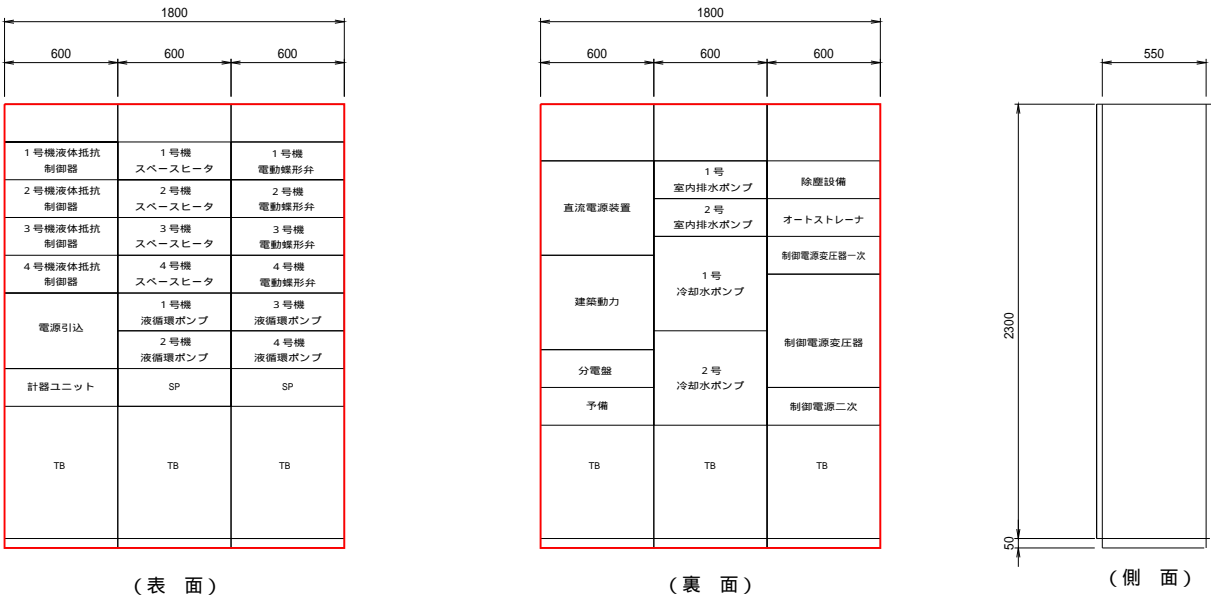 1800
600
600
600
1号機液体抵抗
制御器
1号機
スペースヒータ
1号機
電動蝶形弁
2号機液体抵抗
制御器
2号機
スペースヒータ
2号機
電動蝶形弁
3号機液体抵抗
制御器
3号機
スペースヒータ
3号機
電動蝶形弁
4号機液体抵抗
制御器
4号機
スペースヒータ
4号機
電動蝶形弁
電源引込
1号機
液循環ポンプ
3号機
液循環ポンプ
2号機
液循環ポンプ
4号機
液循環ポンプ
計器ユニット
SP
SP
TB
TB
TB
(表 面)
1800
600
600
600
直流電源装置
1号
室内排水ポンプ
除塵設備
2号
室内排水ポンプ
オートストレーナ
制御電源変圧器一次
建築動力
1号
冷却水ポンプ
制御電源変圧器
分電盤
2号
冷却水ポンプ
予備
制御電源二次
TB
TB
TB
(裏 面)
550
2300
50
(側 面)